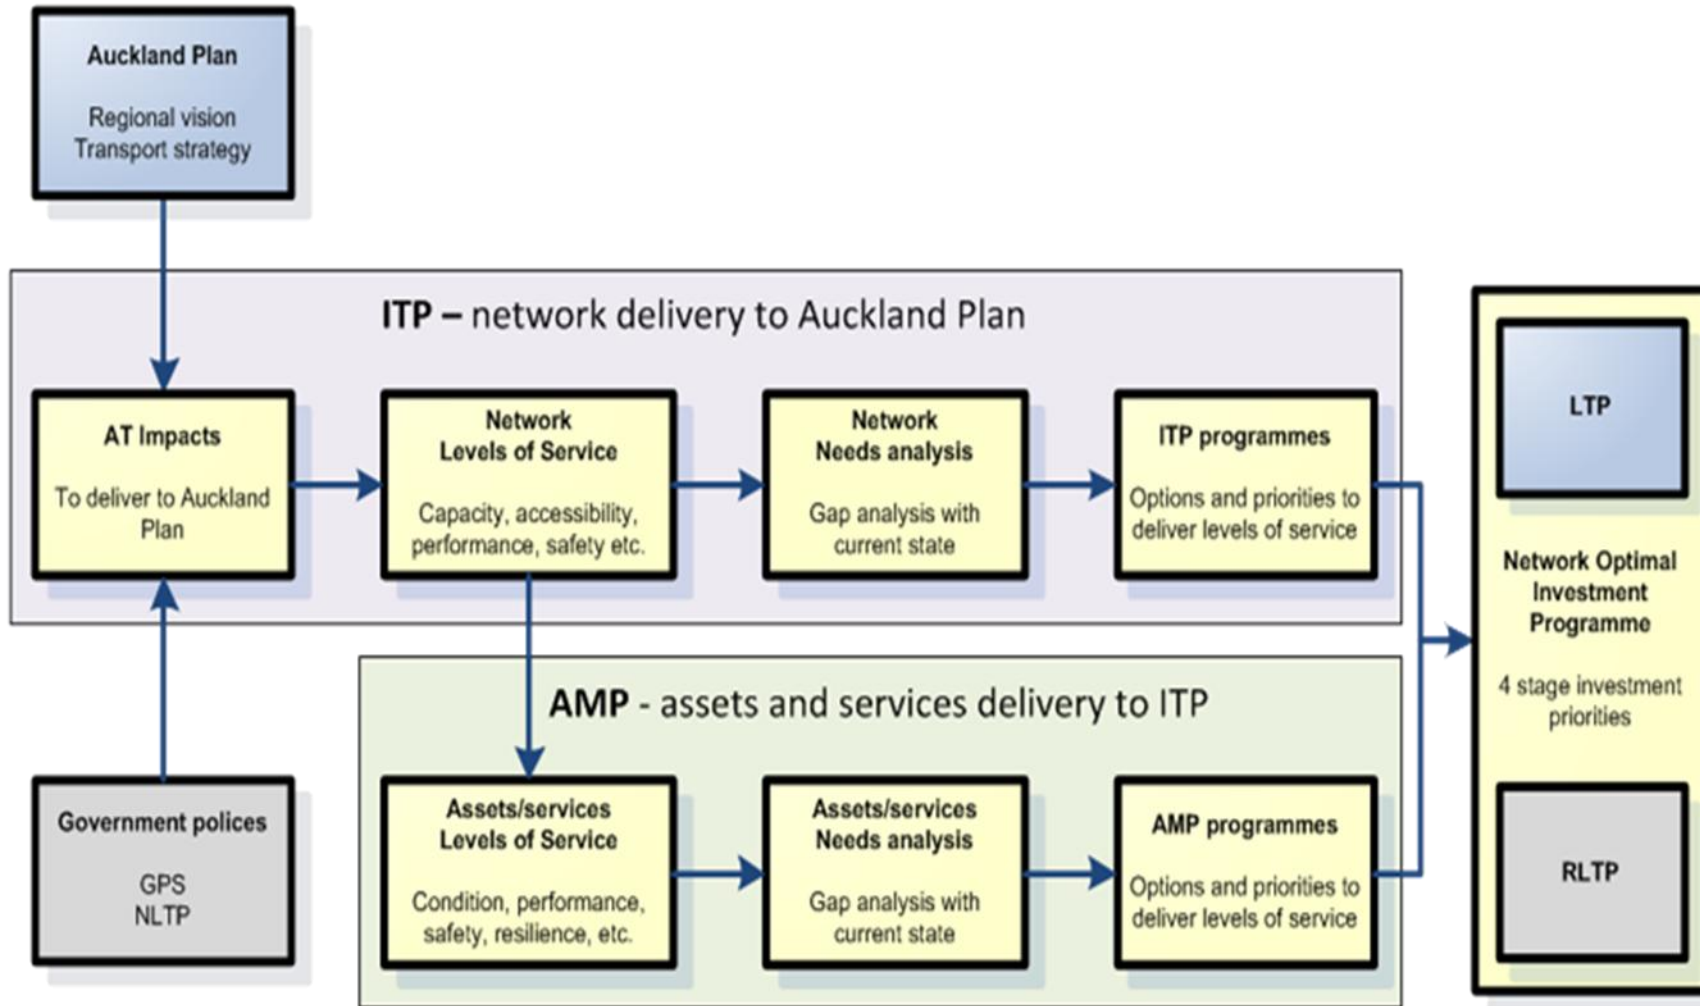 Auckland Plan
Regional vision
Transport strategy
ITP – network delivery to Auckland Plan
AT Impacts
To deliver to Auckland
Plan
Network
Levels of Service
Capacity, accessibility,
performance, safety etc.
Network
Needs analysis
Gap analysis with
current state
ITP programmes
Options and priorities to
deliver levels of service
Government polices
GPS
NLTP
AMP - assets and services delivery to ITP
Assets/services
Levels of Service
Condition, performance,
safety, resilience, etc.
Assets/services
Needs analysis
Gap analysis with
current state
AMP programmes
Options and priorities to
deliver levels of service
LTP
Network Optimal
Investment
Programme
4 stage investment
priorities
RLTP